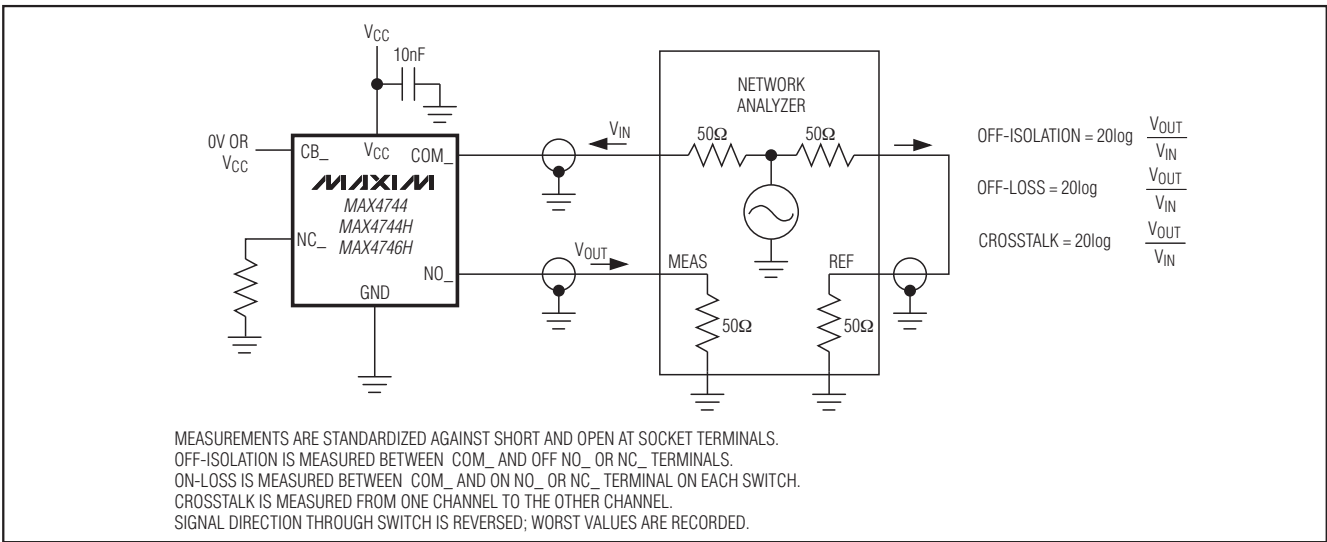 VCC
10nF
0V OR
VCC
CB_
VCC
COM_
MAXIM
MAX4744
MAX4744H
MAX4746H
NC_
NO_
GND
VIN
VOUT
NETWORK
ANALYZER
50Ω
50Ω
MEAS
REF
50Ω
50Ω
OFF-ISOLATION = 20log VOUT
VIN
OFF-LOSS = 20log VOUT
VIN
CROSSTALK = 20log VOUT
VIN
MEASUREMENTS ARE STANDARDIZED AGAINST SHORT AND OPEN AT SOCKET TERMINALS.
OFF-ISOLATION IS MEASURED BETWEEN COM_ AND OFF NO_ OR NC_ TERMINALS.
ON-LOSS IS MEASURED BETWEEN COM_ AND ON NO_ OR NC_ TERMINAL ON EACH SWITCH.
CROSSTALK IS MEASURED FROM ONE CHANNEL TO THE OTHER CHANNEL.
SIGNAL DIRECTION THROUGH SWITCH IS REVERSED; WORST VALUES ARE RECORDED.